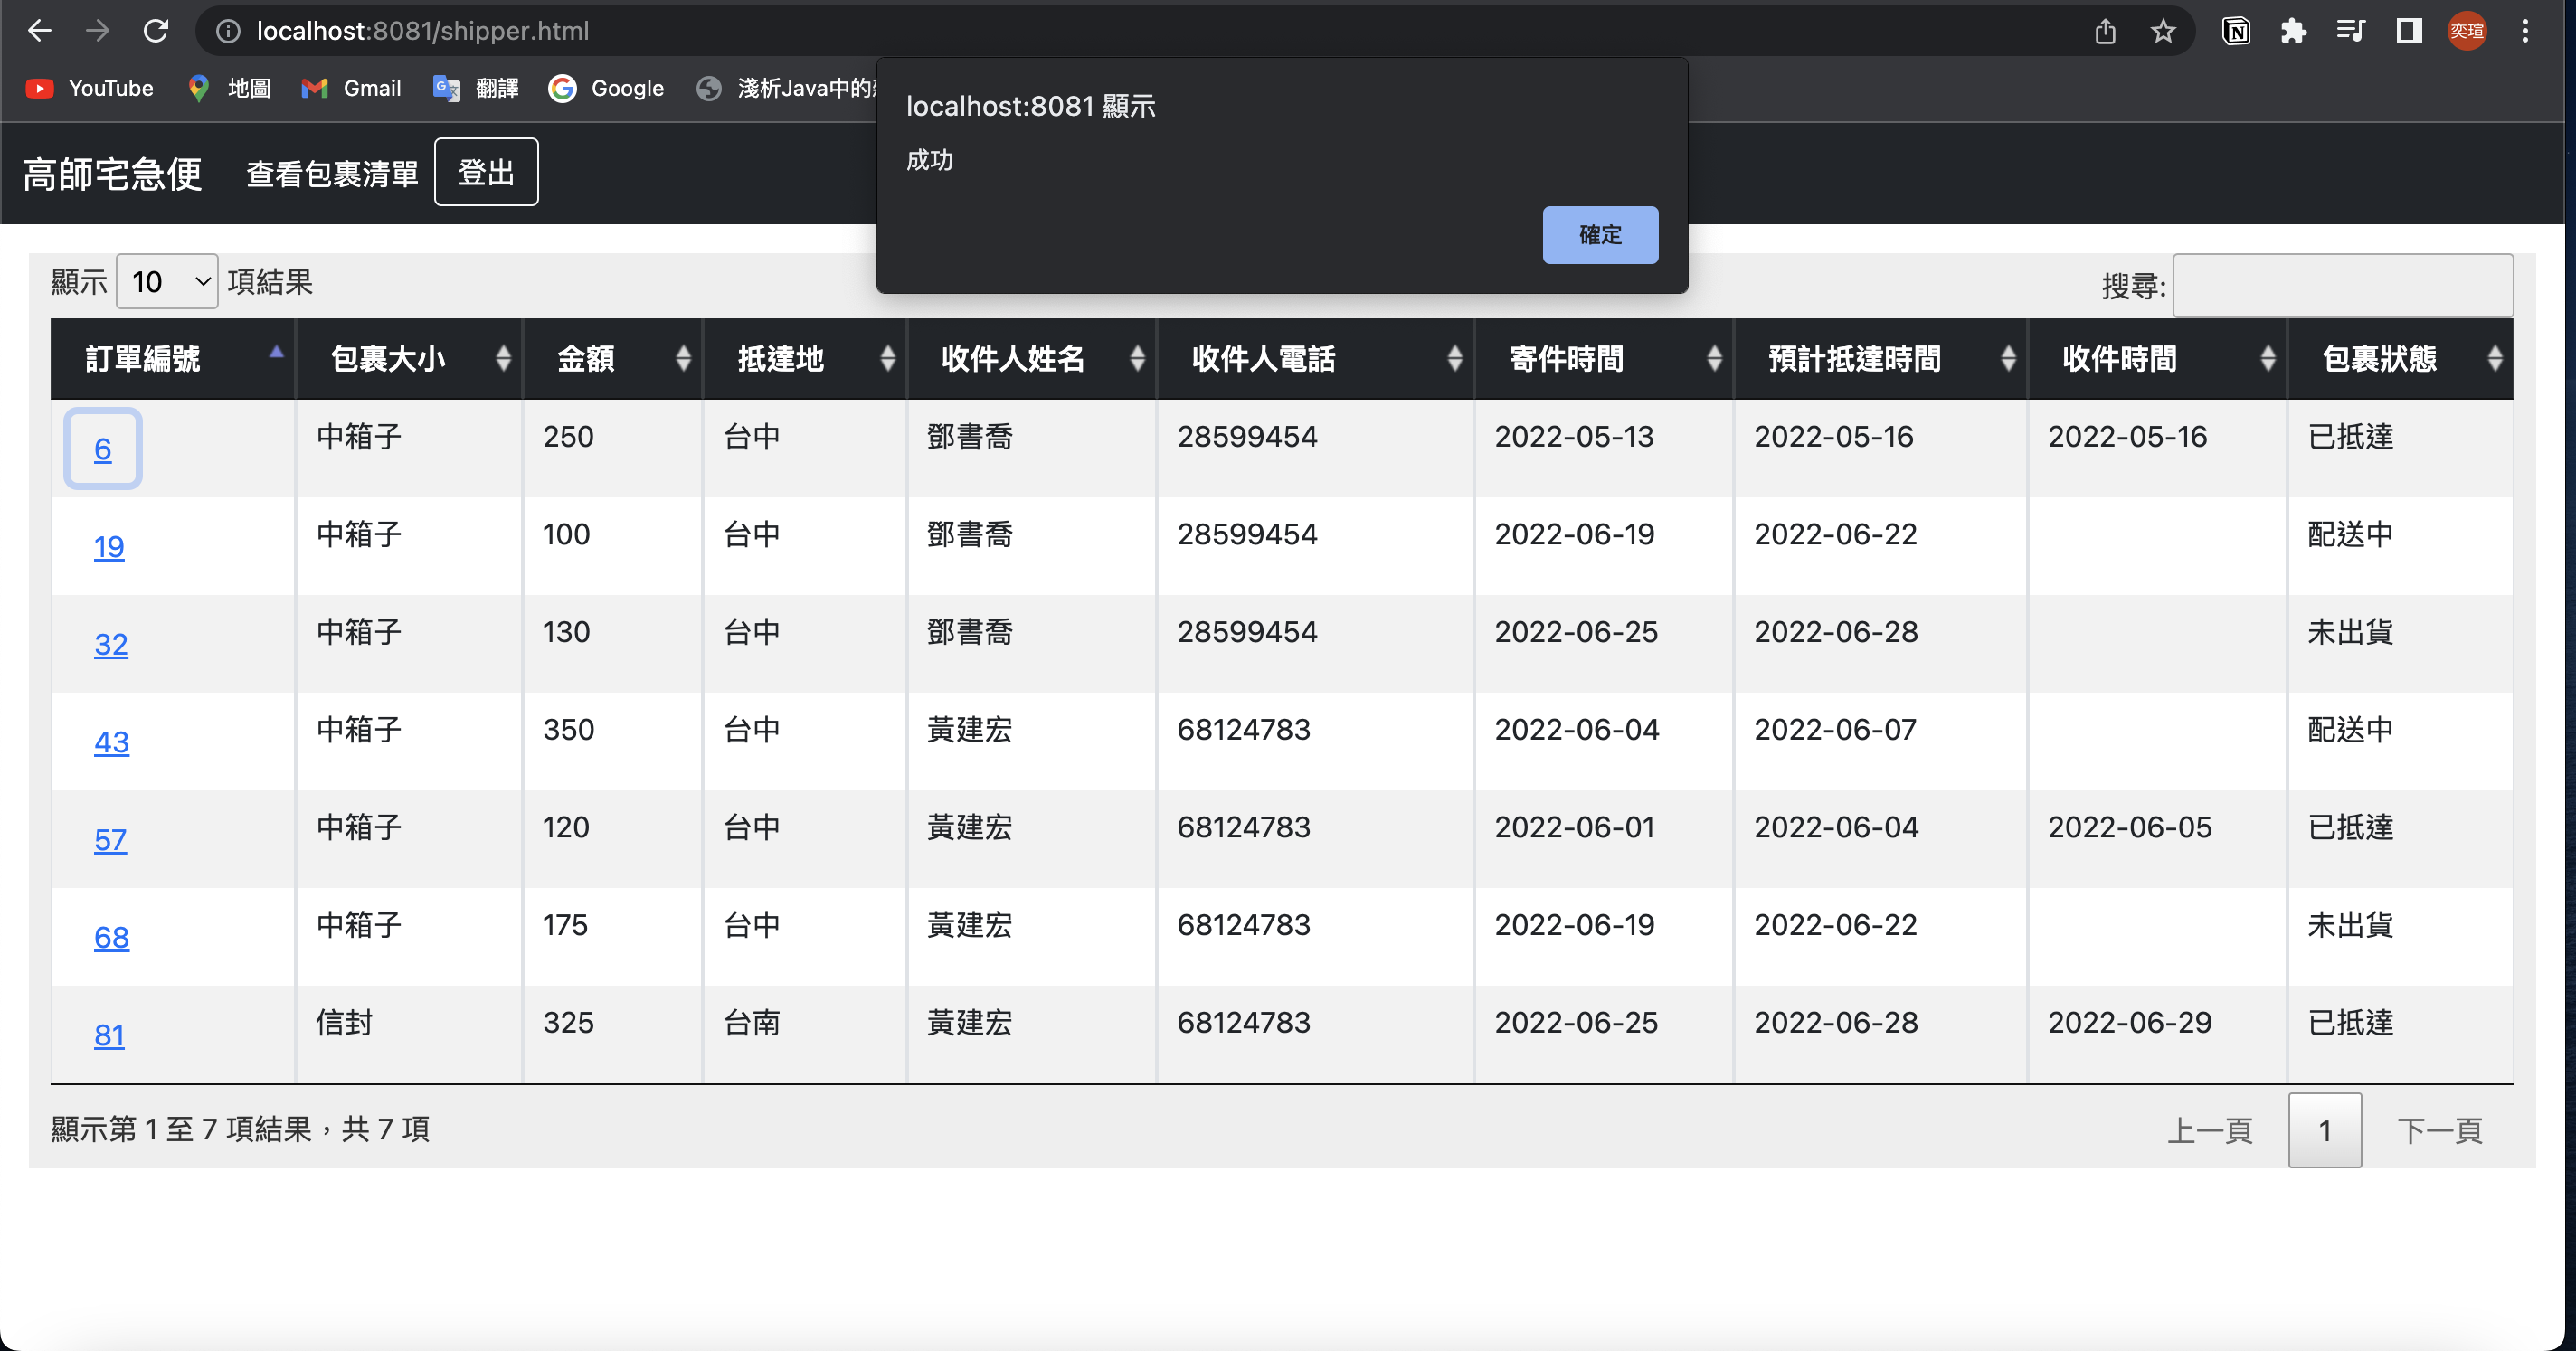 localhost:8081/shipper.html
奕瑄
YouTube 地圖 Gmail 翻譯 Google 淺析Java中的
localhost:8081 顯示
成功
確定
高師宅急便 查看包裹清單 登出
顯示 10 項結果 搜尋:
訂單編號 包裹大小 金額 抵達地 收件人姓名 收件人電話 寄件時間 預計抵達時間 收件時間 包裹狀態
6 中箱子 250 台中 鄧書喬 28599454 2022-05-13 2022-05-16 2022-05-16 已抵達
19 中箱子 100 台中 鄧書喬 28599454 2022-06-19 2022-06-22 配送中
32 中箱子 130 台中 鄧書喬 28599454 2022-06-25 2022-06-28 未出貨
43 中箱子 350 台中 黃建宏 68124783 2022-06-04 2022-06-07 配送中
57 中箱子 120 台中 黃建宏 68124783 2022-06-01 2022-06-04 2022-06-05 已抵達
68 中箱子 175 台中 黃建宏 68124783 2022-06-19 2022-06-22 未出貨
81 信封 325 台南 黃建宏 68124783 2022-06-25 2022-06-28 2022-06-29 已抵達
顯示第 1 至 7 項結果，共 7 項 上一頁 1 下一頁